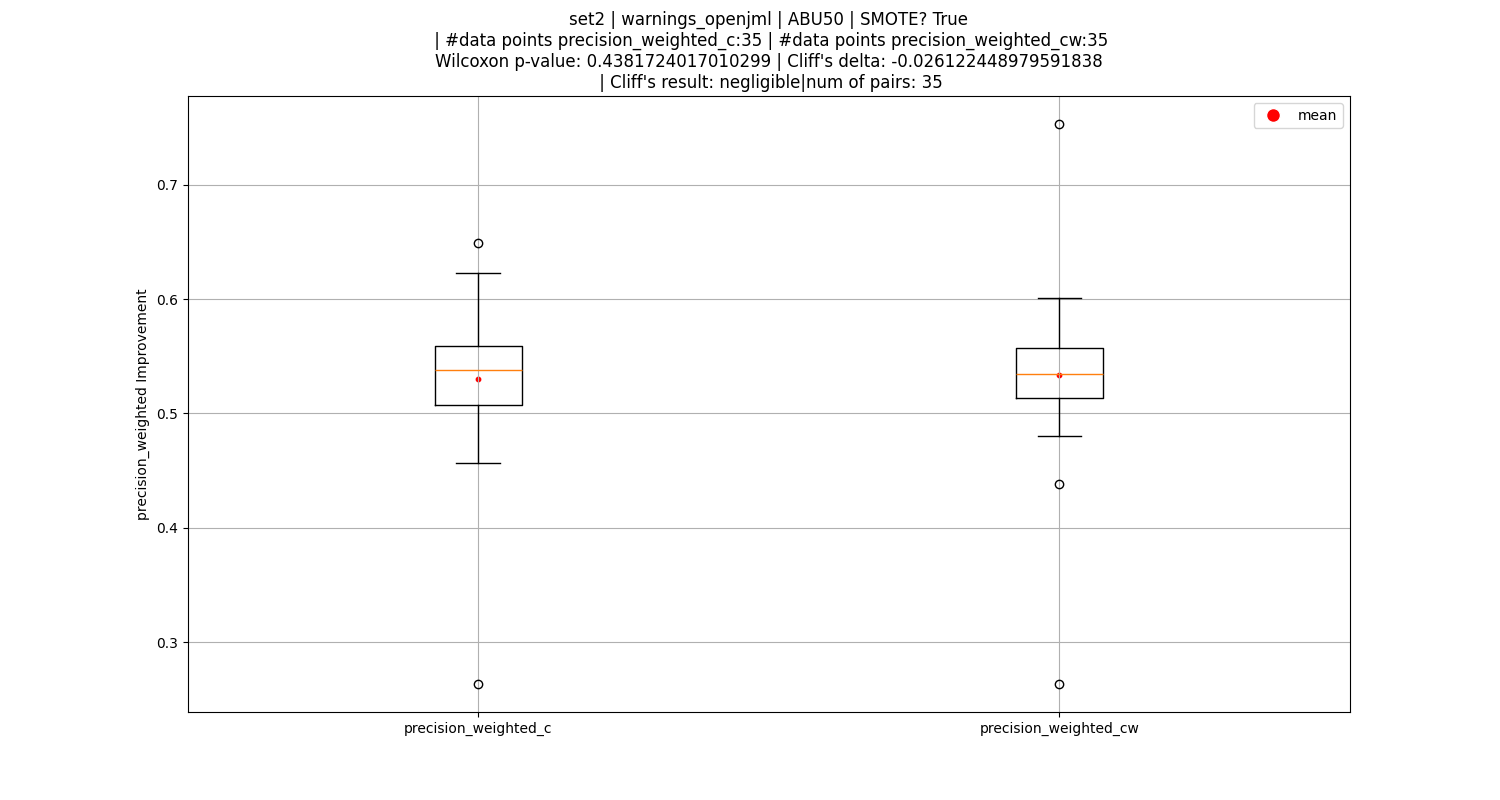 set2 | warnings_openjml | ABU50 | SMOTE? True
| #data points precision_weighted_c:35 | #data points precision_weighted_cw:35
Wilcoxon p-value: 0.4381724017010299 | Cliff's delta: -0.026122448979591838
| Cliff's result: negligible|num of pairs: 35
mean
0.7
0.6
0.5
0.4
0.3
precision_weighted Improvement
precision_weighted_c
precision_weighted_cw